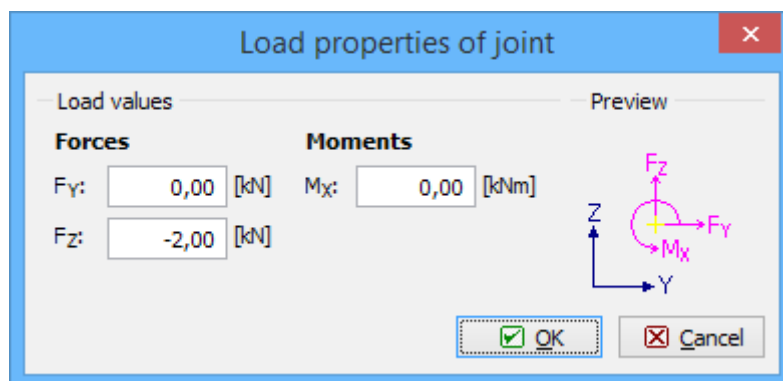 Load properties of joint
Load values
Preview
Forces
Moments
FY: 0,00 [kN]
MX: 0,00 [kNm]
FZ: -2,00 [kN]
FZ
Z
FY
MX
Y
OK
Cancel